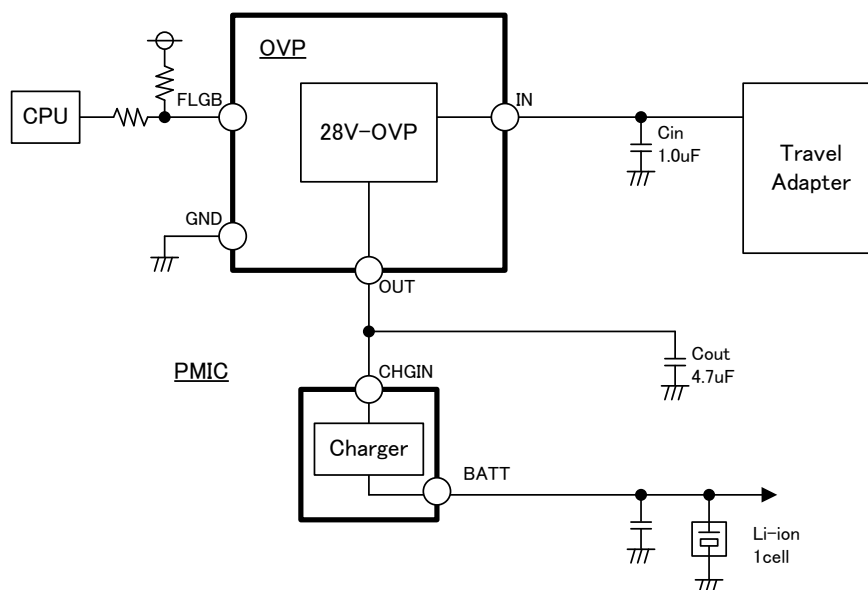 OVP
FLGB
IN
CPU
28V-OVP
Cin
1.0uF
Travel
Adapter
GND
OUT
Cout
4.7uF
PMIC
CHGIN
Charger
BATT
Li-ion
1cell